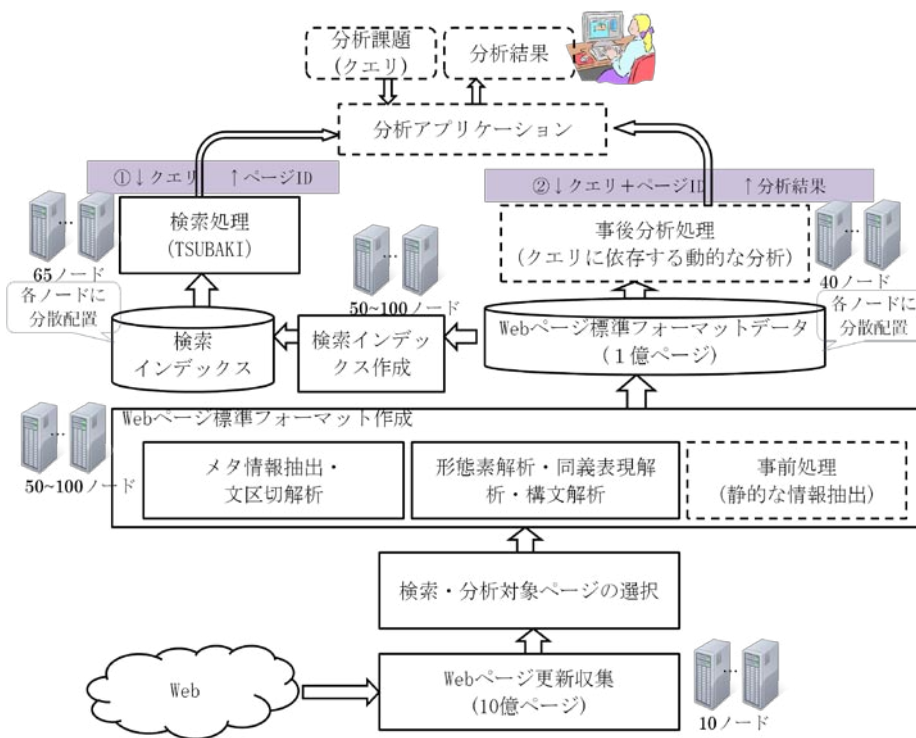 分析課題
(クエリ)
分析結果
分析アプリケーション
①↓クエリ ↑ページID
②↓クエリ＋ページID ↑分析結果
検索処理
(TSUBAKI)
事後分析処理
(クエリに依存する動的な分析)
65ノード
50~100ノード
40ノード
各ノードに
分散配置
各ノードに
分散配置
検索
インデックス
検索インデッ
クス作成
Webページ標準フォーマットデータ
(１億ページ)
Webページ標準フォーマット作成
50~100ノード
メタ情報抽出・
文区切解析
形態素解析・同義表現解
析・構文解析
事前処理
(静的な情報抽出)
検索・分析対象ページの選択
Web
Webページ更新収集
(10億ページ)
10ノード